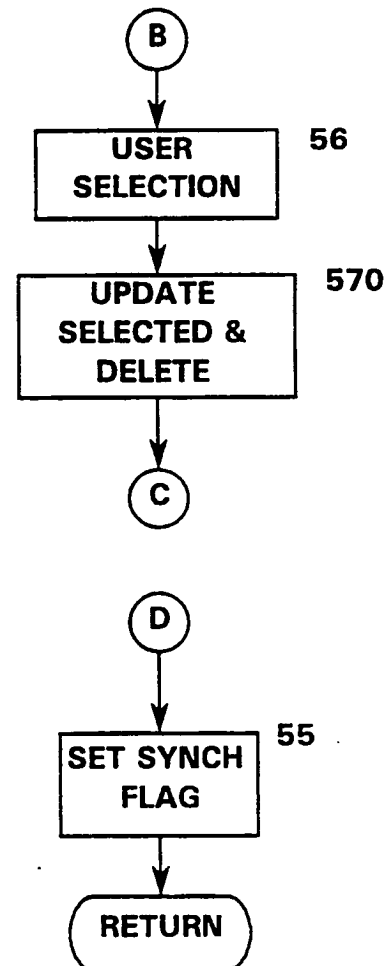 B
USER
SELECTION
56
UPDATE
SELECTED &
DELETE
570
C
D
SET SYNCH
FLAG
55
RETURN